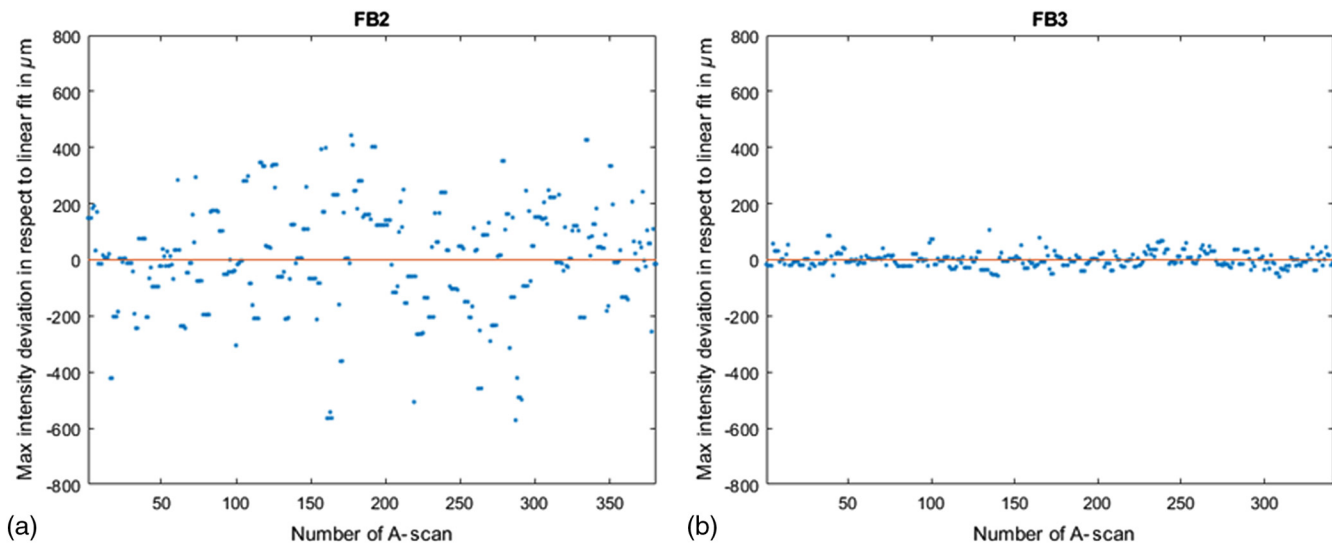 FB2
Max intensity deviation in respect to linear fit in µm
800
600
400
200
0
-200
-400
-600
-800
50 100 150 200 250 300 350
Number of A-scan
(a)
FB3
Max intensity deviation in respect to linear fit in µm
800
600
400
200
0
-200
-400
-600
-800
50 100 150 200 250 300
Number of A-scan
(b)